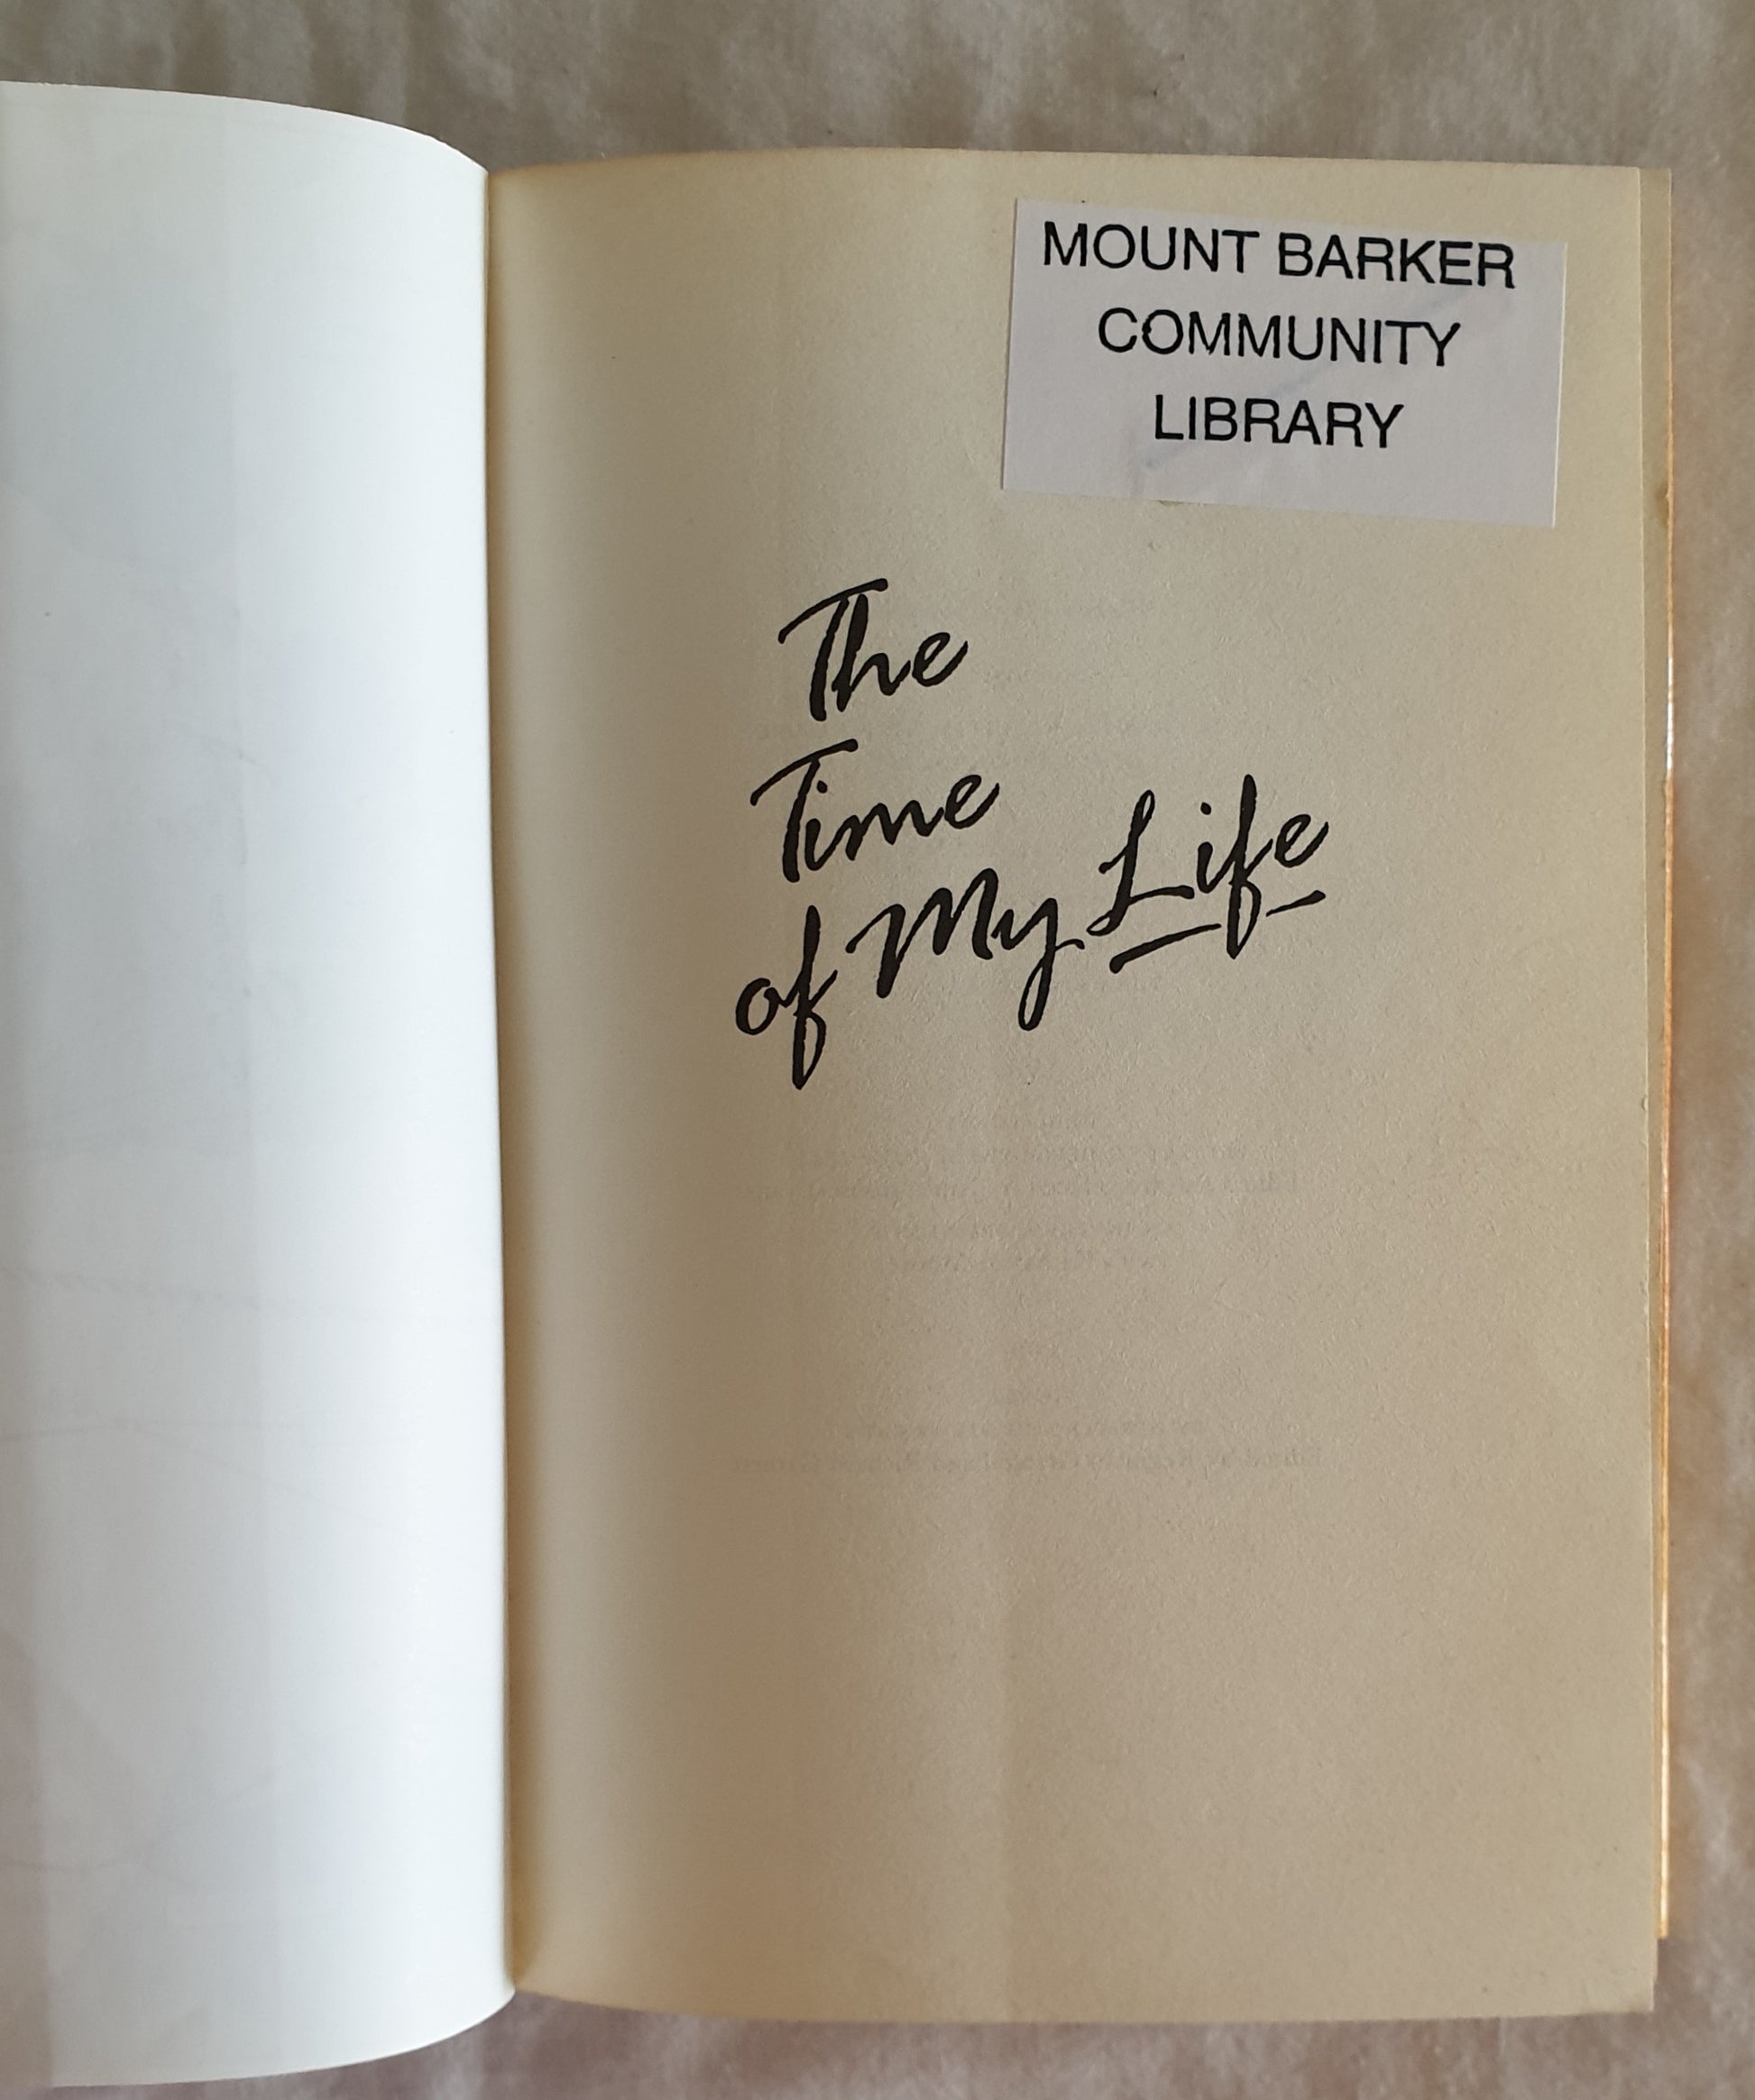 MOUNT BARKER
COMMUNITY
LIBRARY
The
Time
of My Life